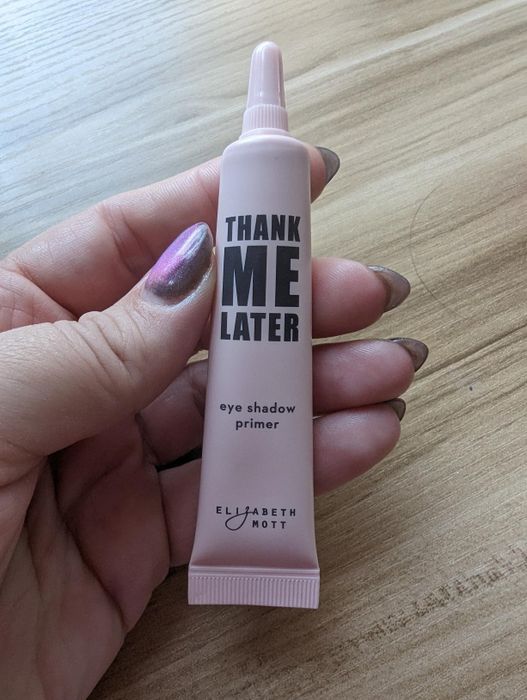 THANK
ME
LATER
eye shadow
primer
ELIZABETH
MOTT